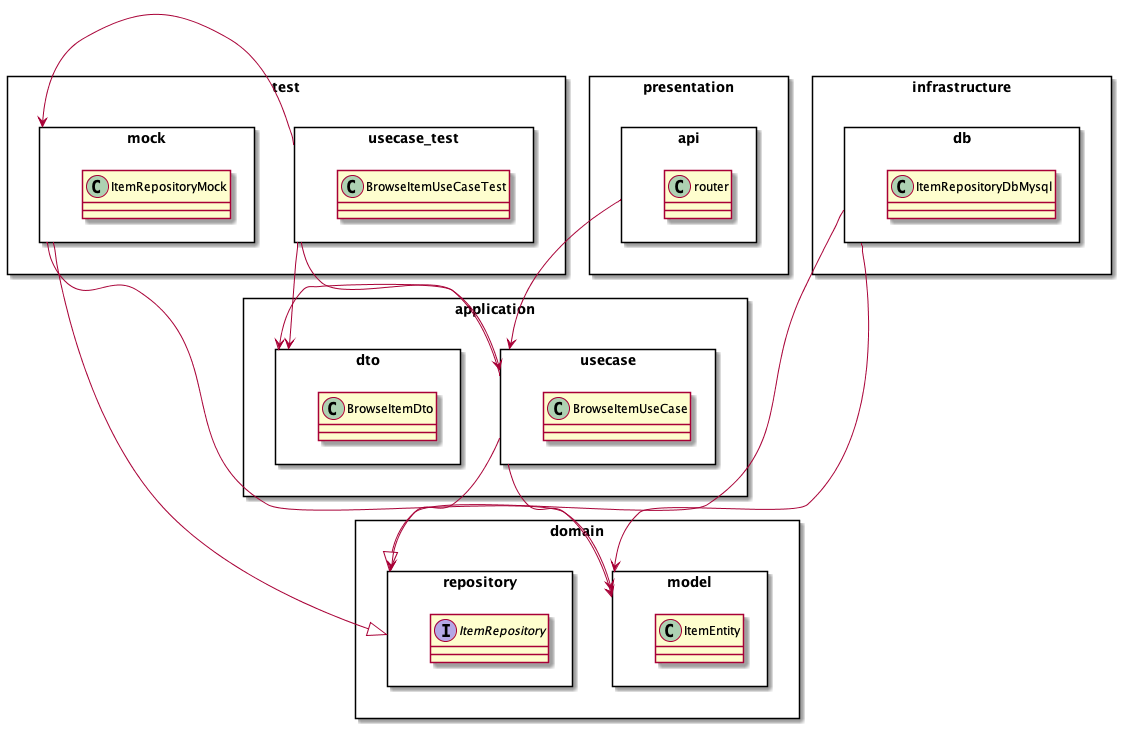 test
presentation
infrastructure
mock
usecase_test
api
db
C ItemRepositoryMock
C BrowseItemUseCaseTest
C router
C ItemRepositoryDbMysql
application
dto
usecase
C BrowseItemDto
C BrowseItemUseCase
domain
repository
model
I ItemRepository
C ItemEntity